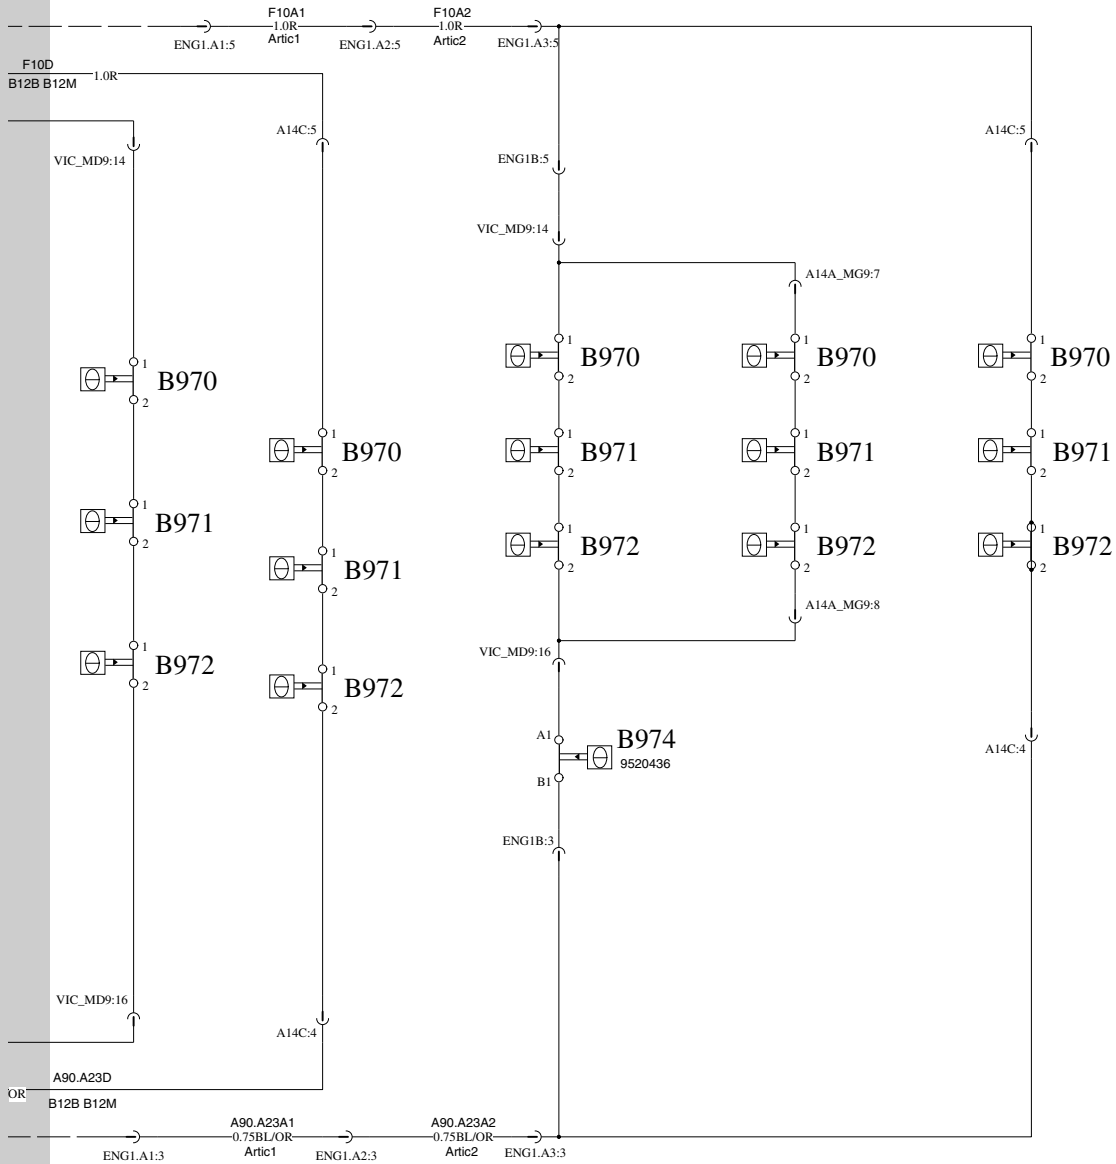 F10A1
1.0R
Artic1
F10A2
1.0R
Artic2
ENG1.A1:5
ENG1.A2:5
ENG1.A3:5
F10D
B12B B12M
1.0R
A14C:5
A14C:5
VIC_MD9:14
ENG1B:5
VIC_MD9:14
A14A_MG9:7
1
B970
2
1
B970
2
1
B970
2
1
B970
2
1
B970
2
1
B971
2
1
B971
2
1
B971
2
1
B971
2
1
B971
2
1
B972
2
1
B972
2
1
B972
2
1
B972
2
1
B972
2
A14A_MG9:8
VIC_MD9:16
A1
B974
9520436
B1
A14C:4
ENG1B:3
VIC_MD9:16
A14C:4
A90.A23D
OR
B12B B12M
A90.A23A1
0.75BL/OR
Artic1
A90.A23A2
0.75BL/OR
Artic2
ENG1.A1:3
ENG1.A2:3
ENG1.A3:3